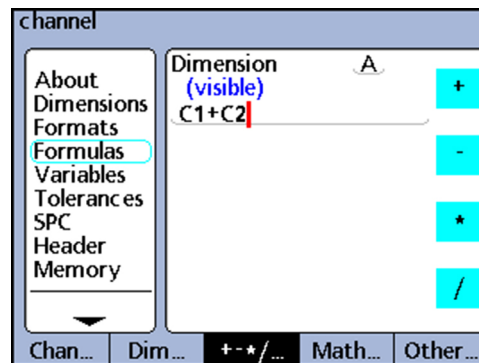 channel
About
Dimensions
Formats
Formulas
Variables
Tolerances
SPC
Header
Memory
Dimension A
(visible)
C1+C2
+
-
*
/
Chan... Dim... +-*/... Math... Other...